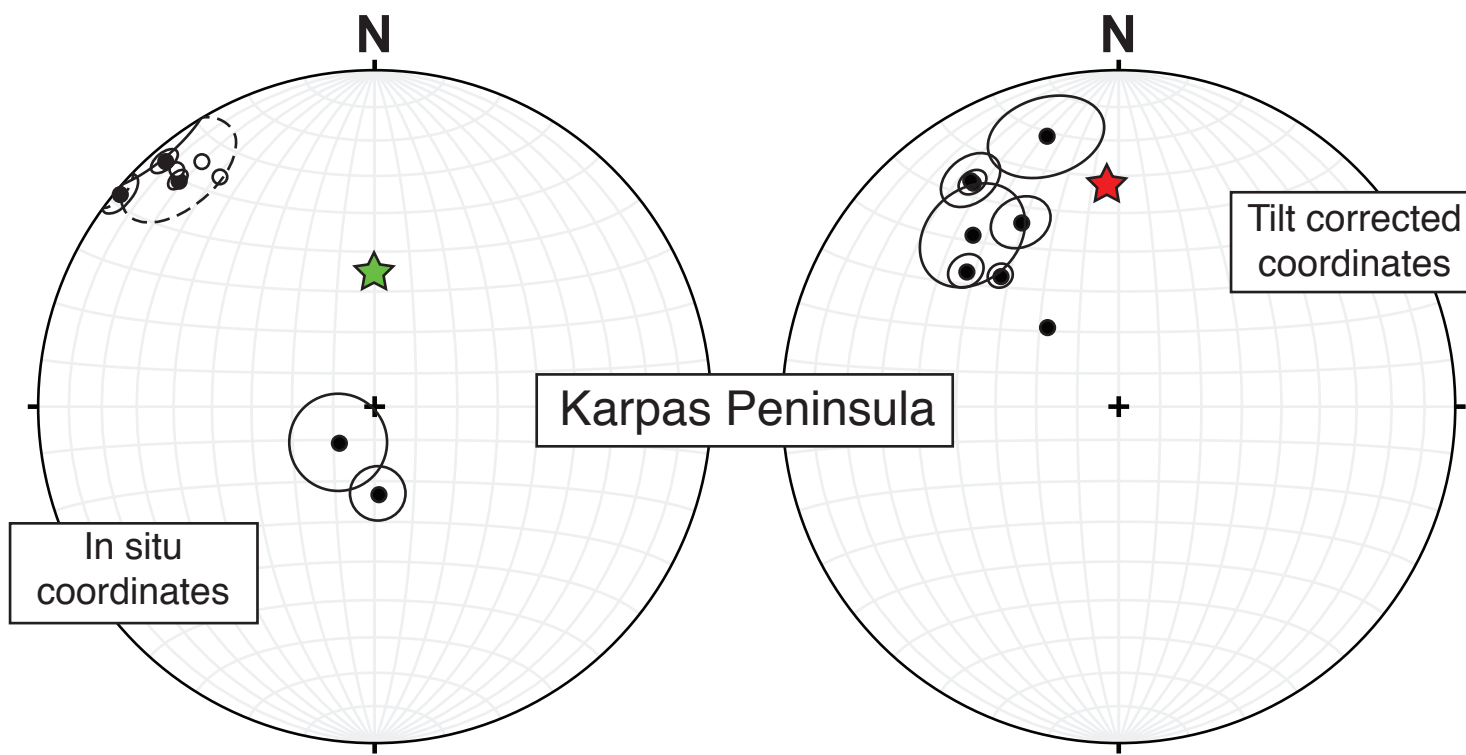 N
N
Tilt corrected
coordinates
Karpas Peninsula
In situ
coordinates